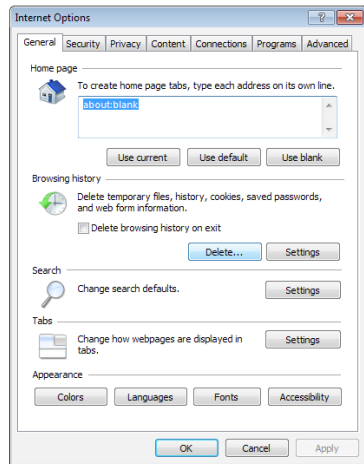 Internet Options
General Security Privacy Content Connections Programs Advanced
Home page
To create home page tabs, type each address on its own line.
about:blank
Use current Use default Use blank
Browsing history
Delete temporary files, history, cookies, saved passwords,
and web form information.
Delete browsing history on exit
Delete... Settings
Search
Change search defaults. Settings
Tabs
Change how webpages are displayed in
tabs. Settings
Appearance
Colors Languages Fonts Accessibility
OK Cancel Apply